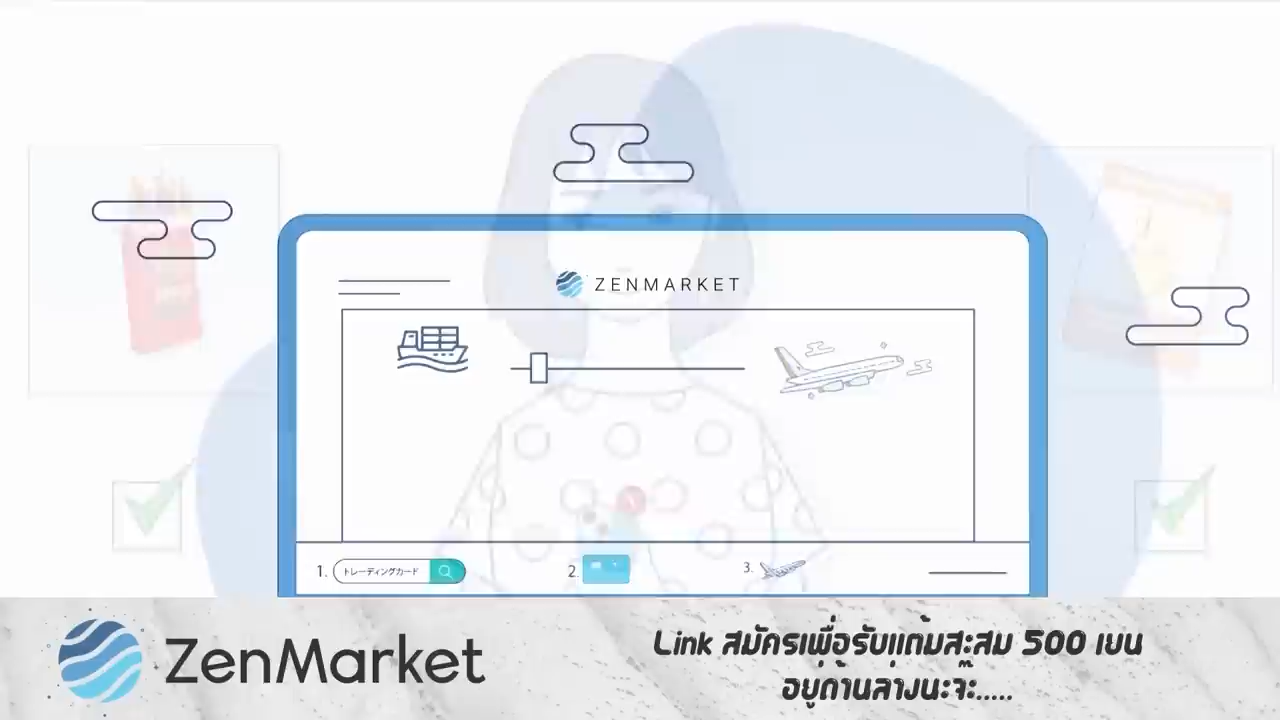 ZENMARKET
1. トレーディングカード
2.
3.
ZenMarket
Link สมัครเพื่อรับแต้มสะสม 500 เยน
อยู่ด้านล่างนะจ๊ะ.....